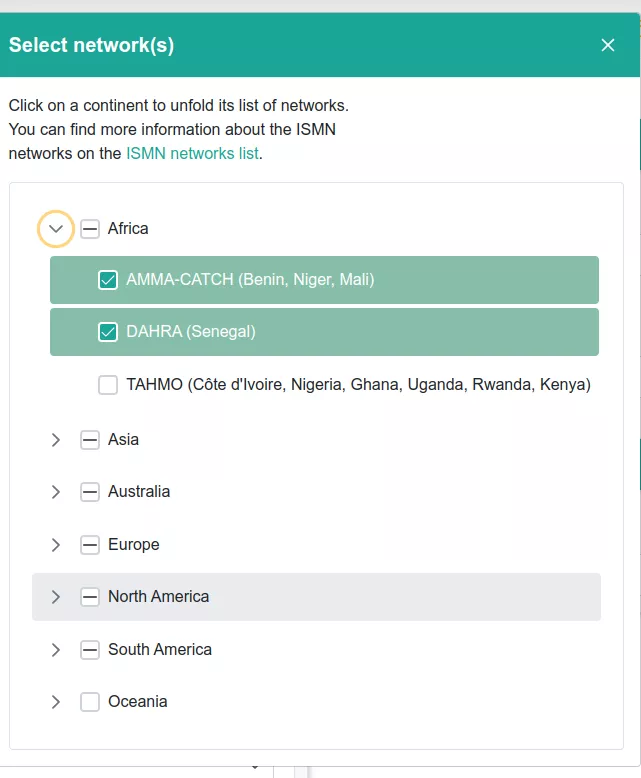 Select network(s)
Click on a continent to unfold its list of networks.
You can find more information about the ISMN
networks on the ISMN networks list.
Africa
AMMA-CATCH (Benin, Niger, Mali)
DAHRA (Senegal)
TAHMO (Côte d'Ivoire, Nigeria, Ghana, Uganda, Rwanda, Kenya)
Asia
Australia
Europe
North America
South America
Oceania